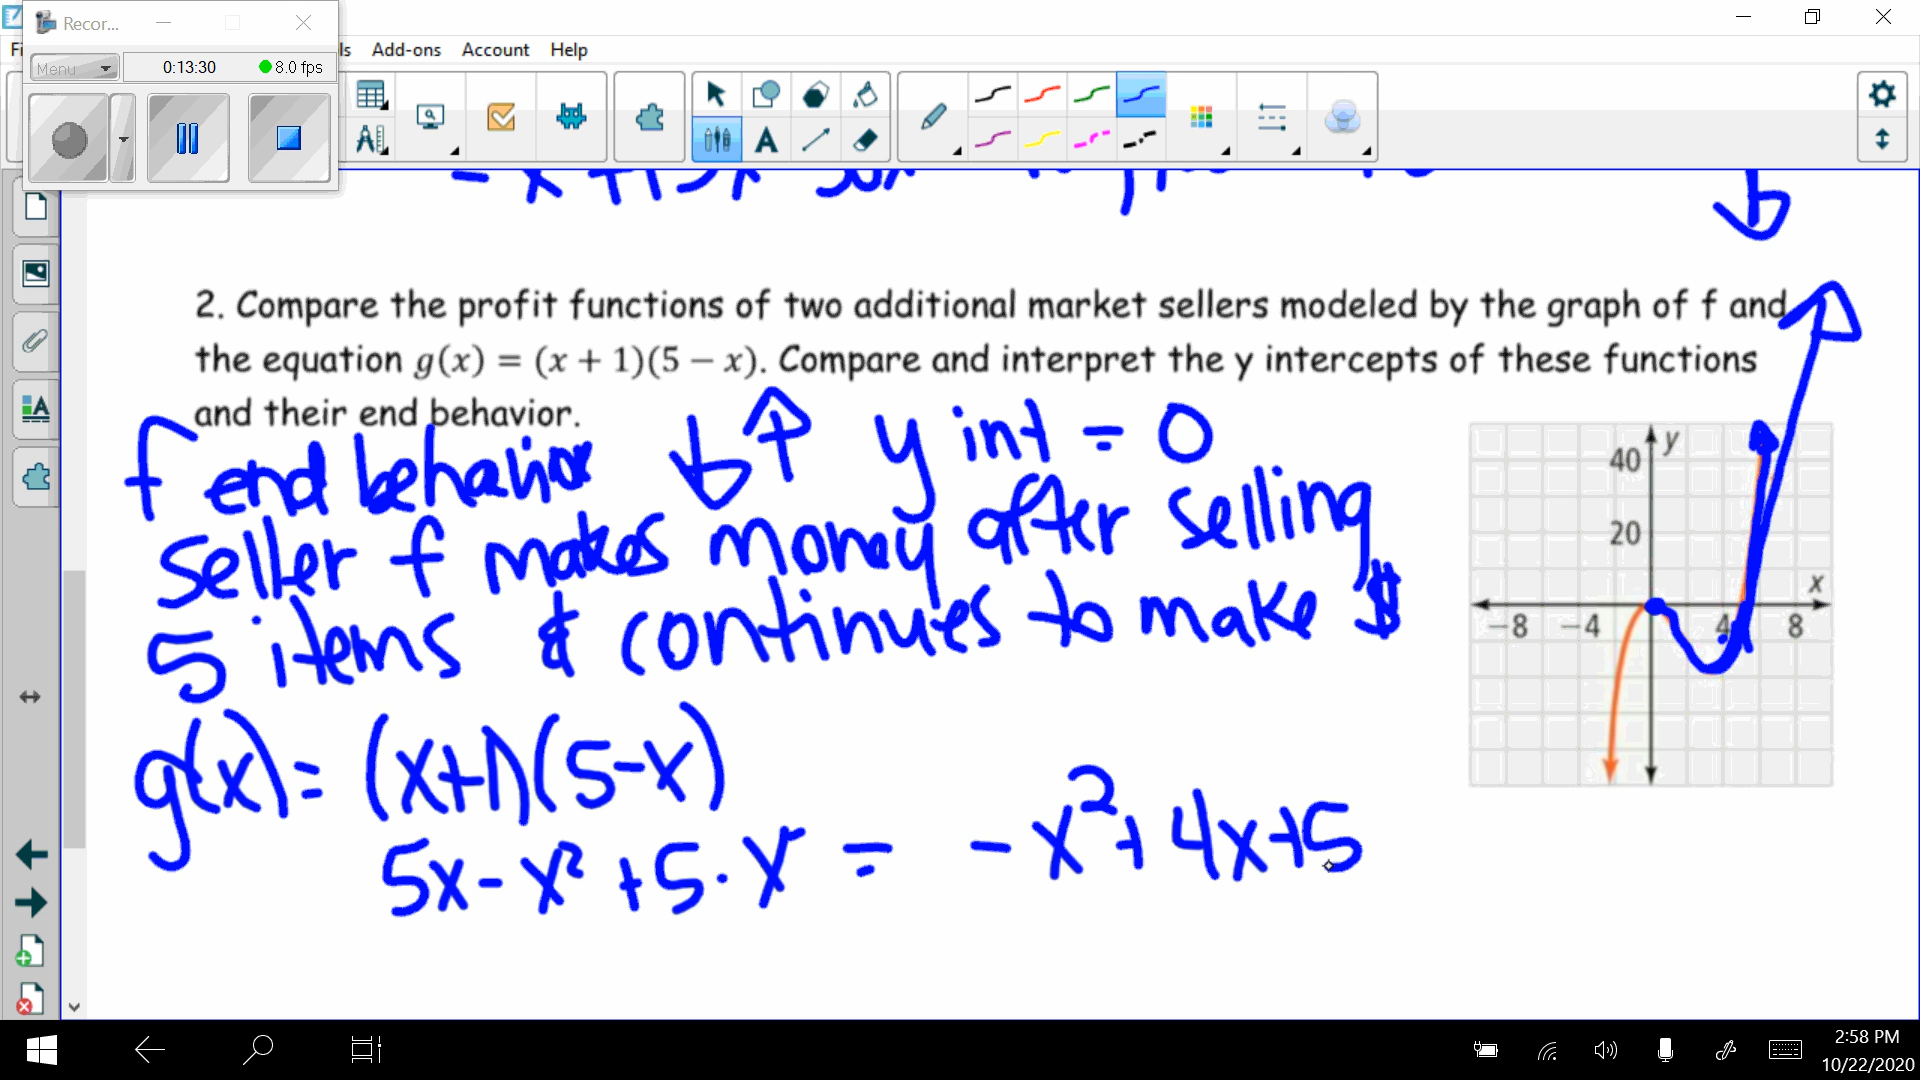 Recor...
Menu 0:13:30 8.0 fps
Fi ls Add-ons Account Help
2. Compare the profit functions of two additional market sellers modeled by the graph of f and
the equation g(x) = (x + 1)(5 − x). Compare and interpret the y intercepts of these functions
and their end behavior.
f end behavior ↓ ↑ y int = 0
seller f makes money after selling
5 items & continues to make $
g(x) = (x+1)(5-x)
5x - x² + 5 - x = - x² + 4x + 5
y
40
20
x
-8 -4 4 8
2:58 PM
10/22/2020